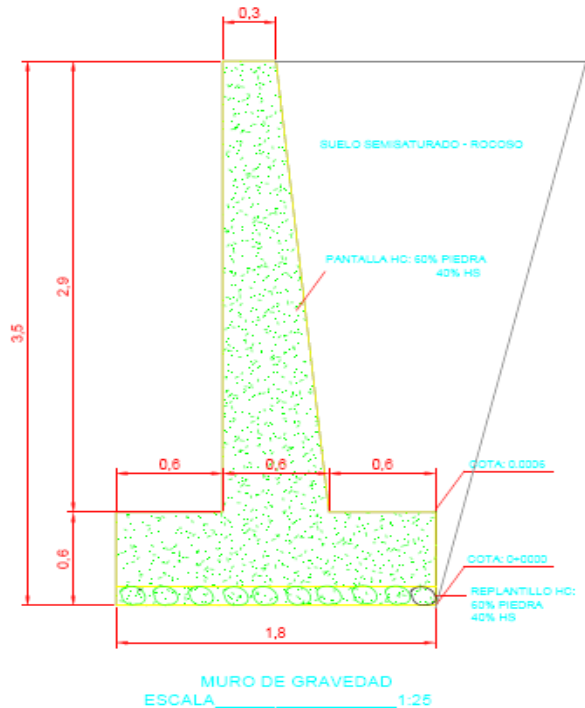 0,3
SUELO SEMISATURADO - ROCOSO
PANTALLA HC: 60% PIEDRA
40% HS
2,9
3,5
0,6
0,6
0,6
COTA: 0.0006
0,6
COTA: 0+0000
REPLANTILLO HC:
60% PIEDRA
40% HS
1,8
MURO DE GRAVEDAD
ESCALA____________________1:25